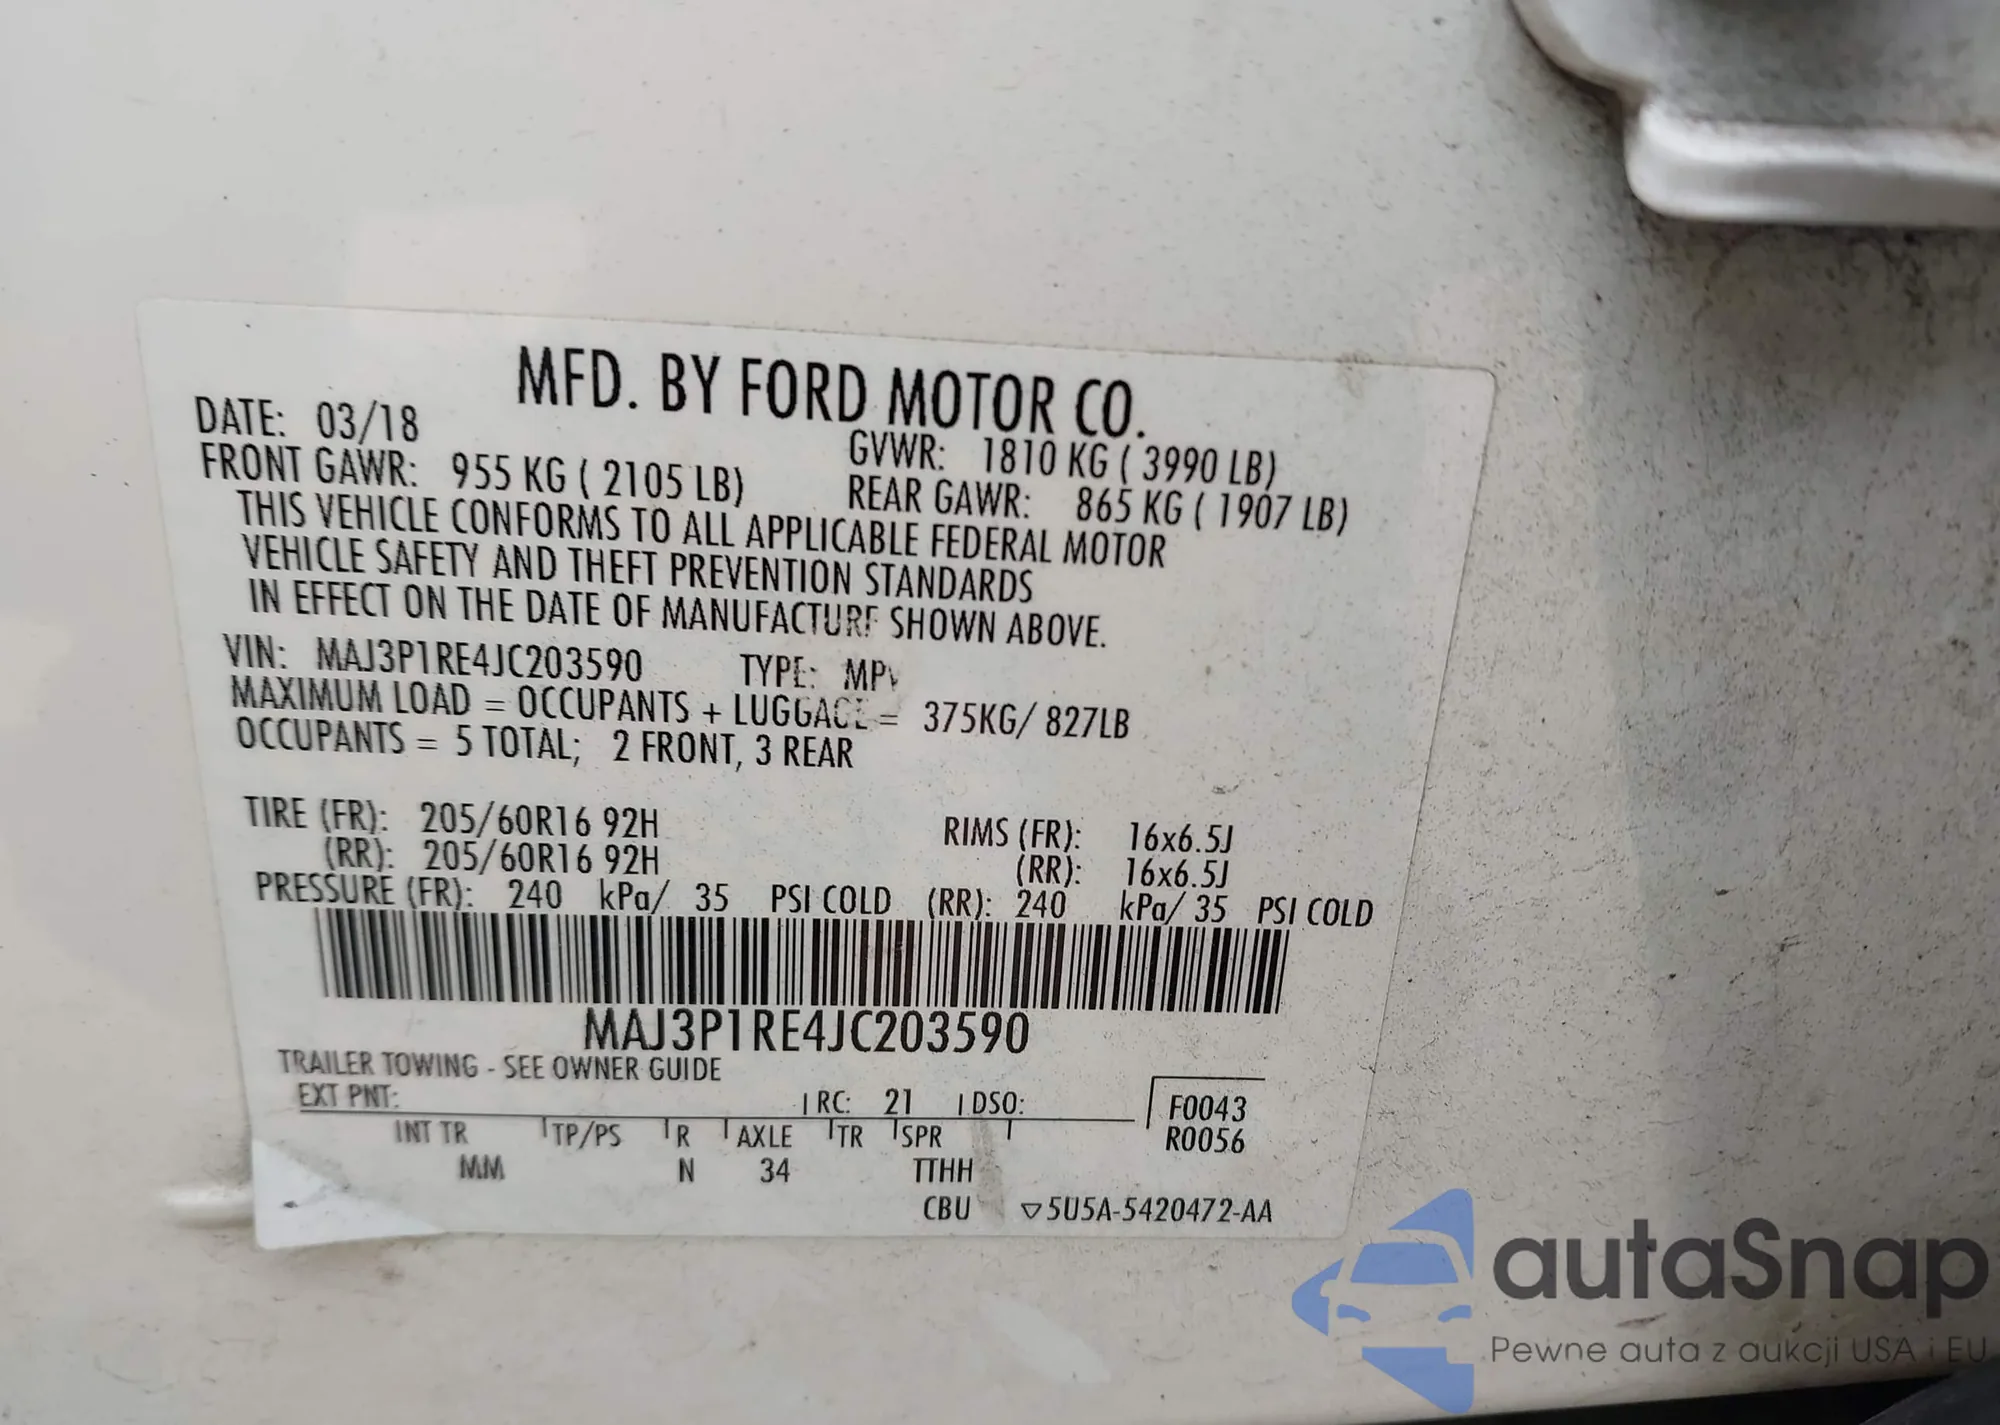 MFD. BY FORD MOTOR CO.
DATE: 03/18
GVWR: 1810 KG ( 3990 LB)
FRONT GAWR: 955 KG ( 2105 LB)
REAR GAWR: 865 KG ( 1907 LB)
THIS VEHICLE CONFORMS TO ALL APPLICABLE FEDERAL MOTOR
VEHICLE SAFETY AND THEFT PREVENTION STANDARDS
IN EFFECT ON THE DATE OF MANUFACTURE SHOWN ABOVE.
VIN: MAJ3P1RE4JC203590 TYPE: MPV
MAXIMUM LOAD = OCCUPANTS + LUGGAGE = 375KG/ 827LB
OCCUPANTS = 5 TOTAL; 2 FRONT, 3 REAR
TIRE (FR): 205/60R16 92H RIMS (FR): 16x6.5J
(RR): 205/60R16 92H (RR): 16x6.5J
PRESSURE (FR): 240 kPa/ 35 PSI COLD (RR): 240 kPa/ 35 PSI COLD
MAJ3P1RE4JC203590
TRAILER TOWING - SEE OWNER GUIDE
EXT PNT: RC: 21 DSO: F0043
INT TR TP/PS R AXLE TR SPR R0056
MM N 34 TTHH
CBU ▽5U5A-5420472-AA
autaSnap
Pewne auta z aukcji USA i EU